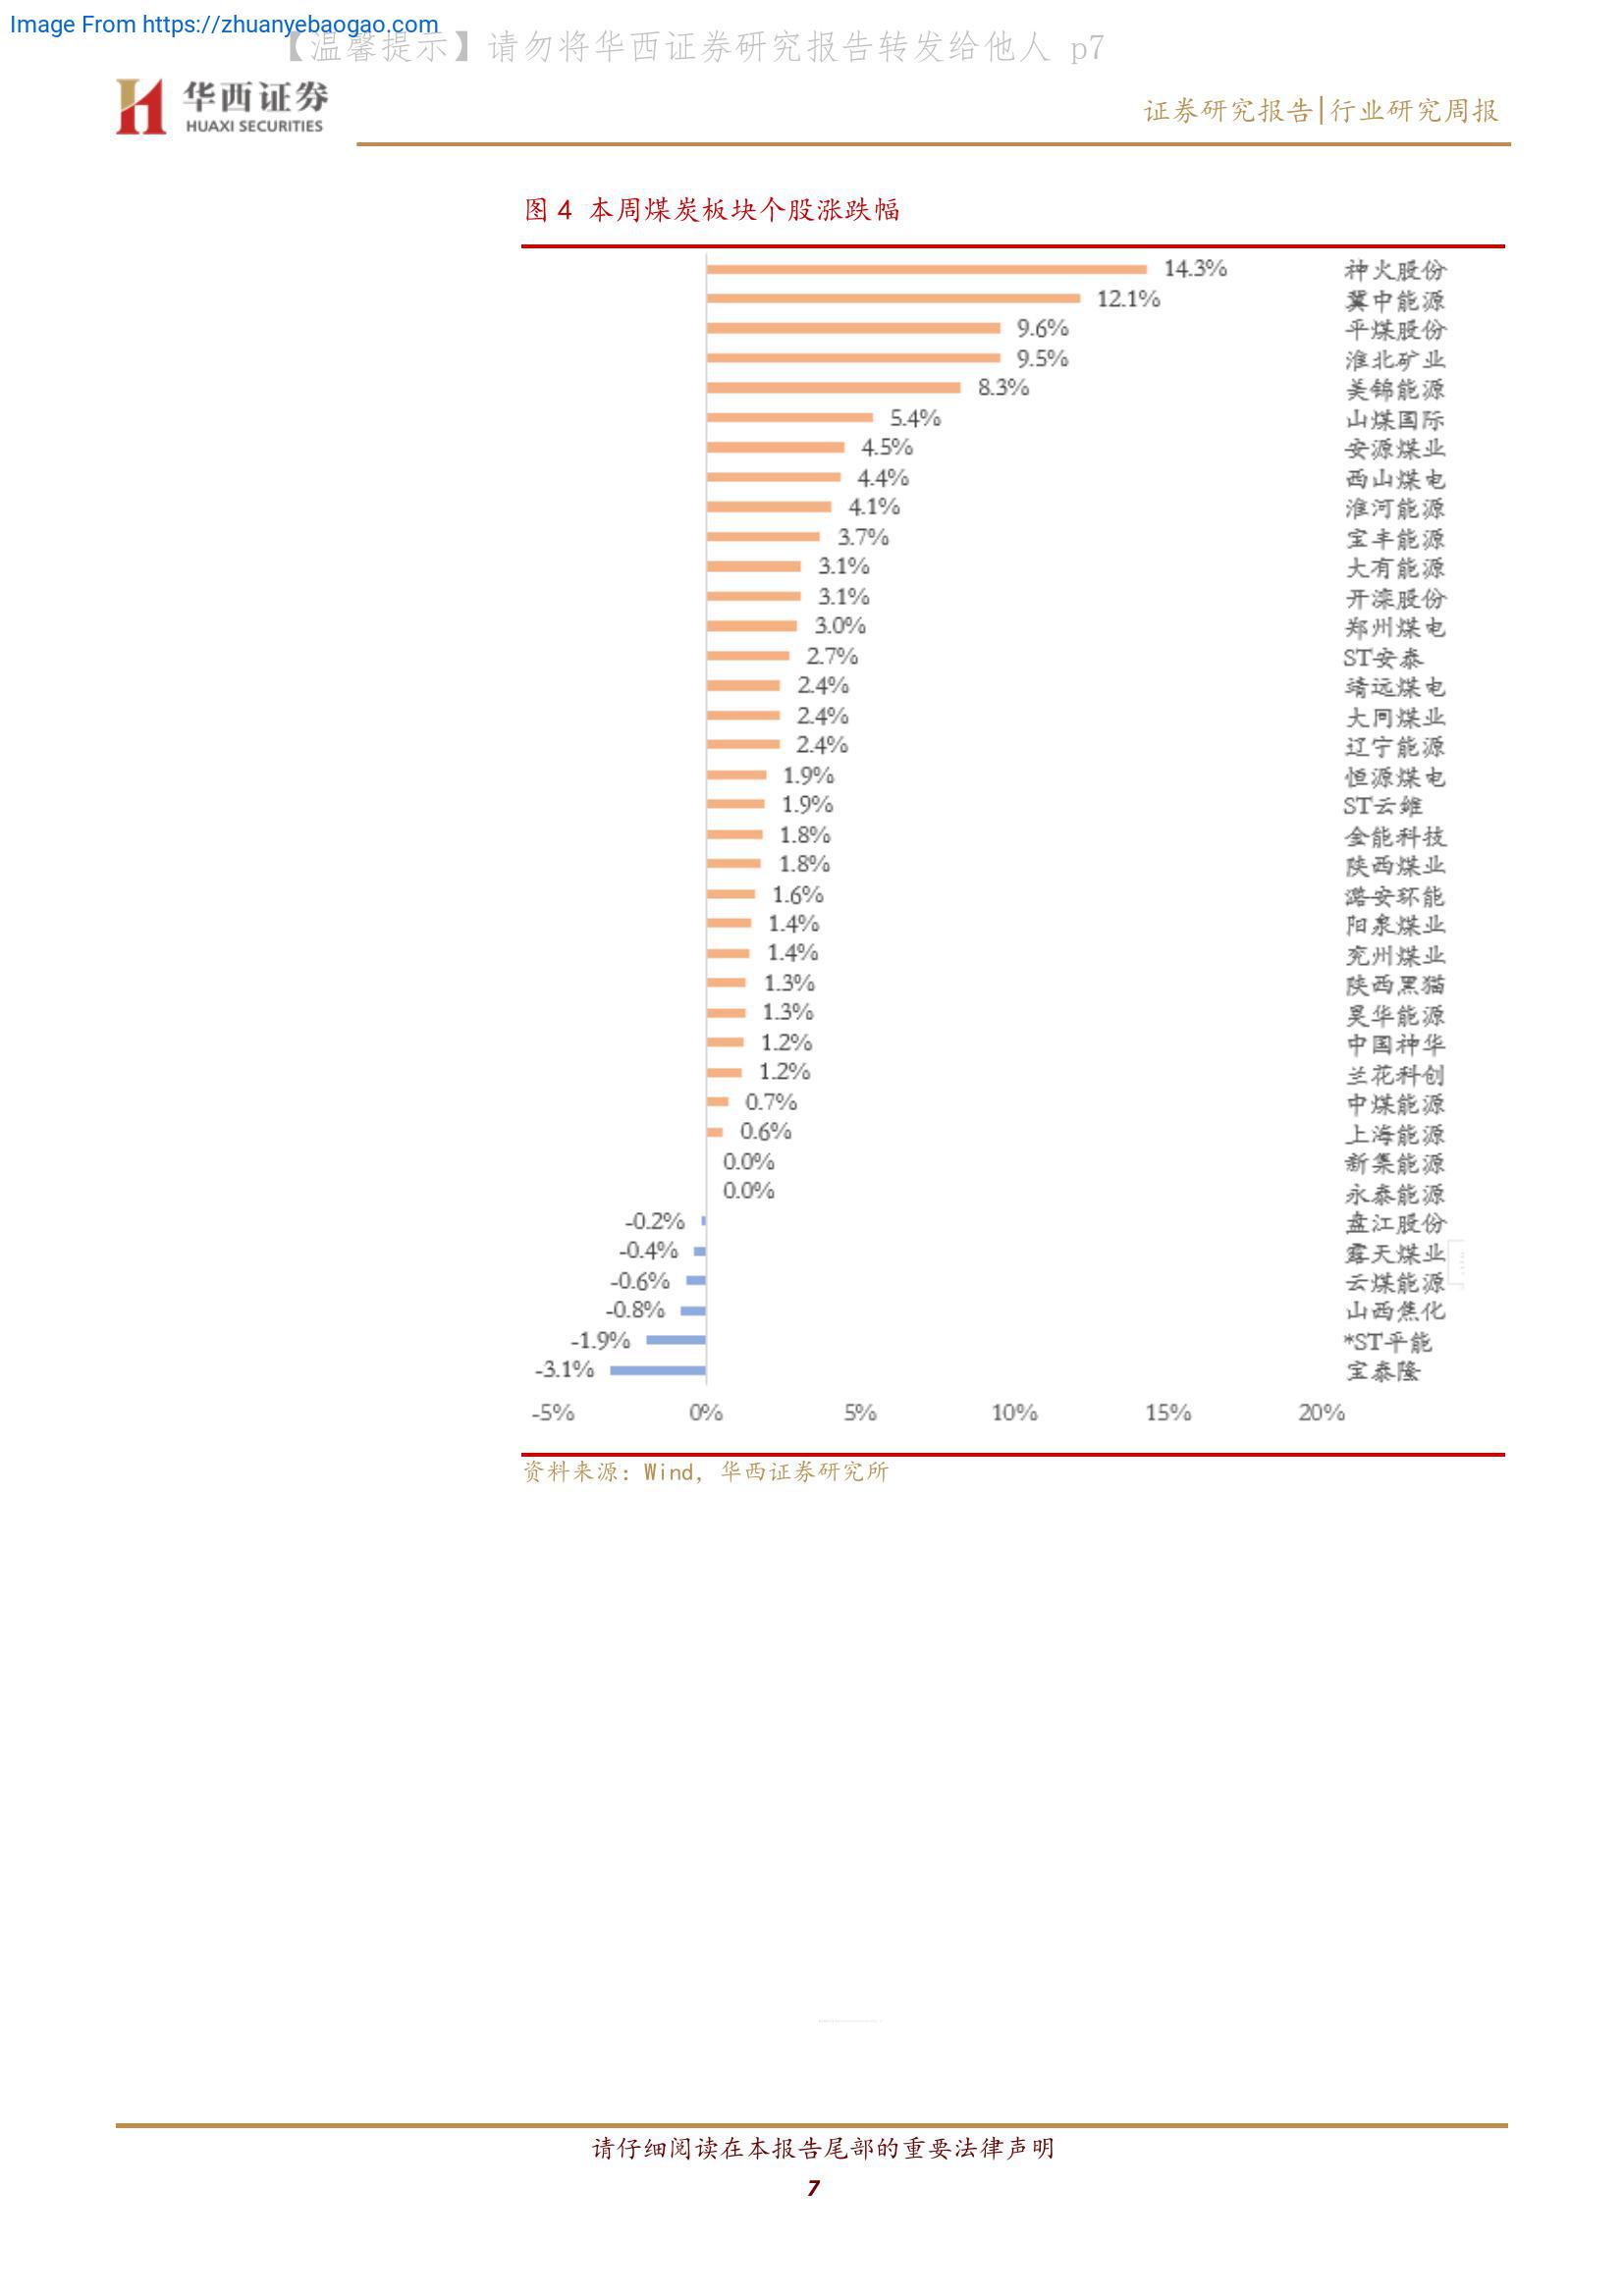 Image From https://zhuanyebaogao.com
【温馨提示】请勿将华西证券研究报告转发给他人 p7
华西证券
HUAXI SECURITIES
证券研究报告|行业研究周报
图 4 本周煤炭板块个股涨跌幅
14.3% 神火股份
12.1% 冀中能源
9.6% 平煤股份
9.5% 淮北矿业
8.3% 美锦能源
5.4% 山煤国际
4.5% 安源煤业
4.4% 西山煤电
4.1% 淮河能源
3.7% 宝丰能源
3.1% 大有能源
3.1% 开滦股份
3.0% 郑州煤电
2.7% ST安泰
2.4% 靖远煤电
2.4% 大同煤业
2.4% 辽宁能源
1.9% 恒源煤电
1.9% ST云维
1.8% 金能科技
1.8% 陕西煤业
1.6% 潞安环能
1.4% 阳泉煤业
1.4% 兖州煤业
1.3% 陕西黑猫
1.3% 昊华能源
1.2% 中国神华
1.2% 兰花科创
0.7% 中煤能源
0.6% 上海能源
0.0% 新集能源
0.0% 永泰能源
-0.2% 盘江股份
-0.4% 露天煤业
-0.6% 云煤能源
-0.8% 山西焦化
-1.9% *ST平能
-3.1% 宝泰隆
-5% 0% 5% 10% 15% 20%
资料来源：Wind, 华西证券研究所
请仔细阅读在本报告尾部的重要法律声明
7